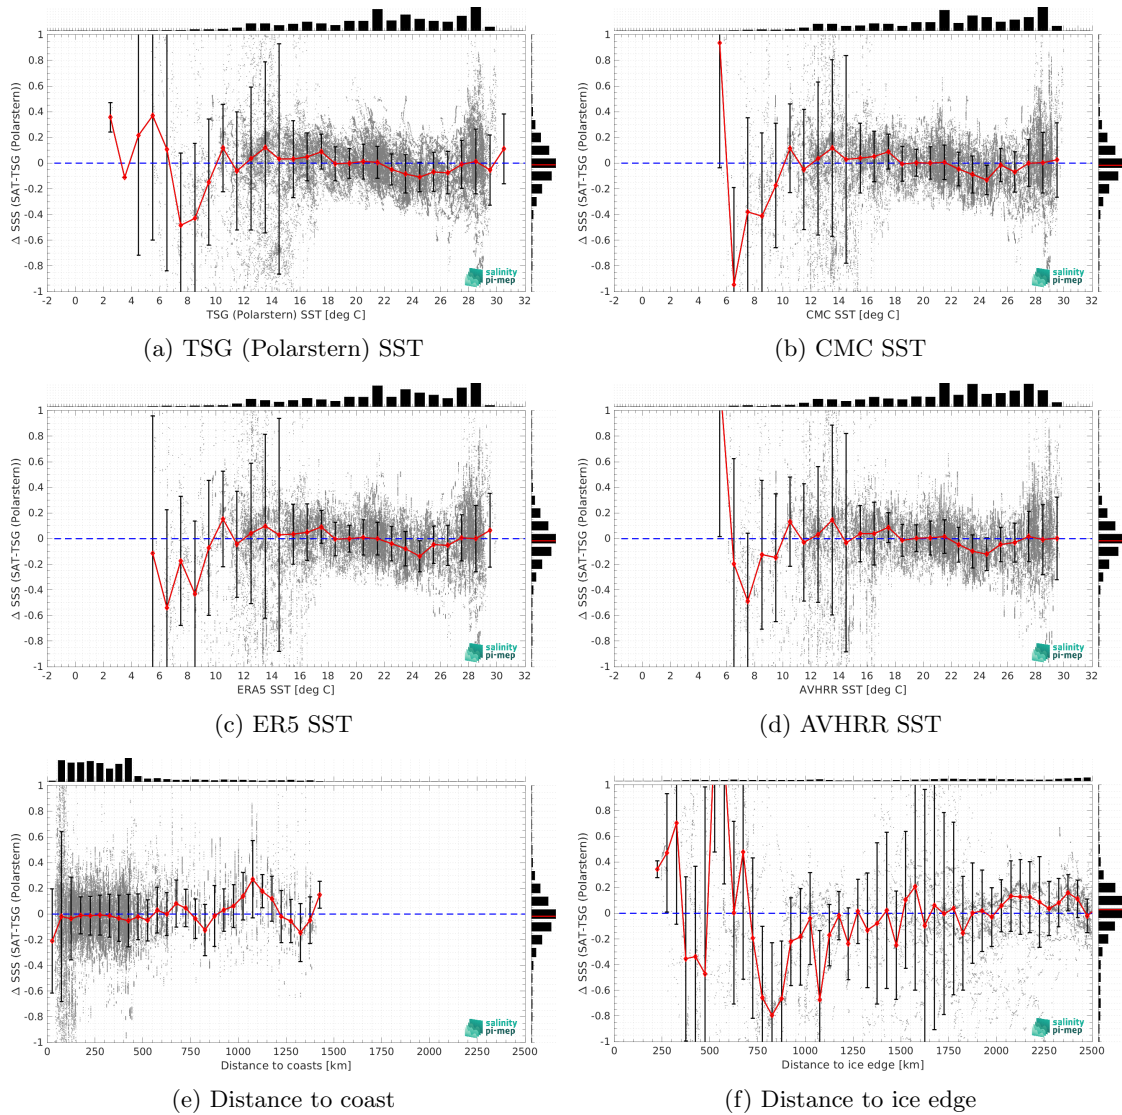 1
0.8
0.6
0.4
0.2
0
-0.2
-0.4
-0.6
-0.8
-1
Δ SSS (SAT-TSG (Polarstern))
salinity
pi-mep
-2 0 2 4 6 8 10 12 14 16 18 20 22 24 26 28 30 32
TSG (Polarstern) SST [deg C]
(a) TSG (Polarstern) SST
1
0.8
0.6
0.4
0.2
0
-0.2
-0.4
-0.6
-0.8
-1
Δ SSS (SAT-TSG (Polarstern))
salinity
pi-mep
-2 0 2 4 6 8 10 12 14 16 18 20 22 24 26 28 30 32
CMC SST [deg C]
(b) CMC SST
1
0.8
0.6
0.4
0.2
0
-0.2
-0.4
-0.6
-0.8
-1
Δ SSS (SAT-TSG (Polarstern))
salinity
pi-mep
-2 0 2 4 6 8 10 12 14 16 18 20 22 24 26 28 30 32
ERA5 SST [deg C]
(c) ER5 SST
1
0.8
0.6
0.4
0.2
0
-0.2
-0.4
-0.6
-0.8
-1
Δ SSS (SAT-TSG (Polarstern))
salinity
pi-mep
-2 0 2 4 6 8 10 12 14 16 18 20 22 24 26 28 30 32
AVHRR SST [deg C]
(d) AVHRR SST
1
0.8
0.6
0.4
0.2
0
-0.2
-0.4
-0.6
-0.8
-1
Δ SSS (SAT-TSG (Polarstern))
salinity
pi-mep
0 250 500 750 1000 1250 1500 1750 2000 2250 2500
Distance to coasts [km]
(e) Distance to coast
1
0.8
0.6
0.4
0.2
0
-0.2
-0.4
-0.6
-0.8
-1
Δ SSS (SAT-TSG (Polarstern))
salinity
pi-mep
0 250 500 750 1000 1250 1500 1750 2000 2250 2500
Distance to ice edge [km]
(f) Distance to ice edge